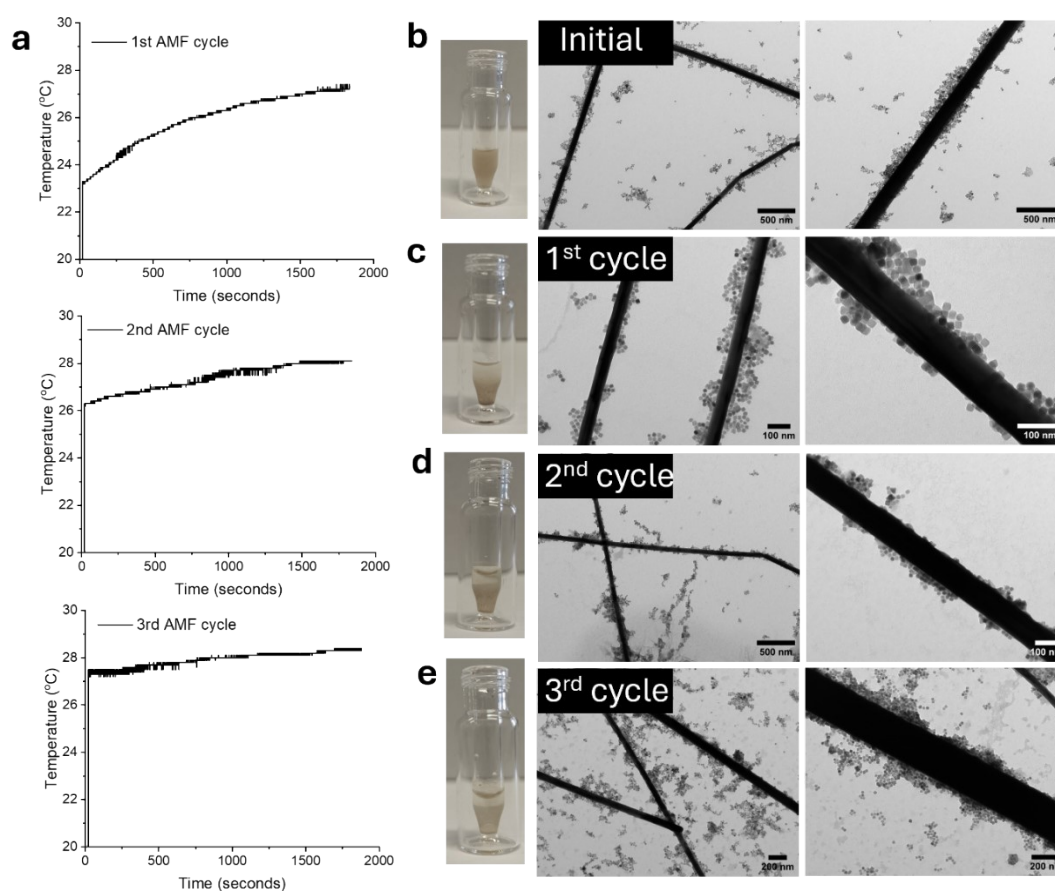 a
1st AMF cycle
30
28
26
24
22
20
Temperature (°C)
0 500 1000 1500 2000
Time (seconds)
2nd AMF cycle
30
28
26
24
22
20
Temperature (°C)
0 500 1000 1500 2000
Time (seconds)
3rd AMF cycle
30
28
26
24
22
20
Temperature (°C)
0 500 1000 1500 2000
Time (seconds)
b
Initial
500 nm
500 nm
c
1st cycle
100 nm
100 nm
d
2nd cycle
500 nm
100 nm
e
3rd cycle
200 nm
200 nm